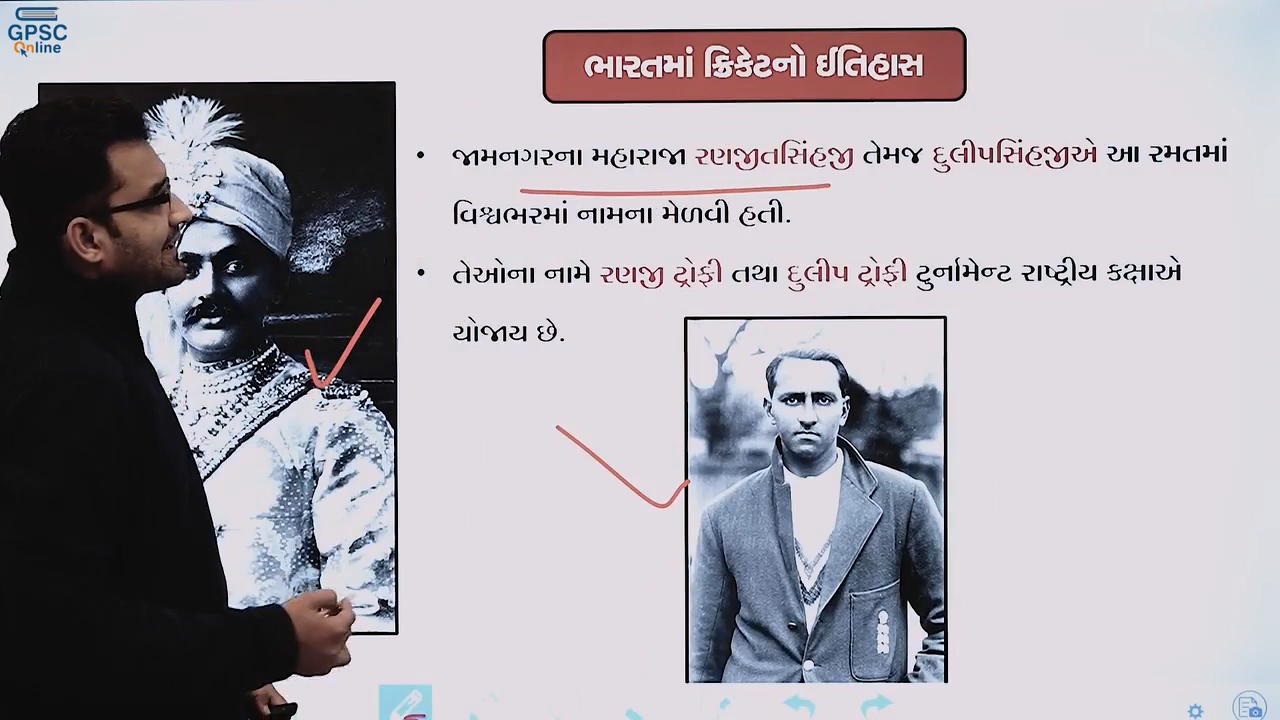 GPSC
Online
ભારતમાં ક્રિકેટનો ઈતિહાસ
• જામનગરના મહારાજા રણજીતસિંહજી તેમજ દુલીપસિંહજીએ આ રમતમાં
વિશ્વભરમાં નામના મેળવી હતી.
• તેઓના નામે રણજી ટ્રોફી તથા દુલીપ ટ્રોફી ટુર્નામેન્ટ રાષ્ટ્રીય કક્ષાએ
યોજાય છે.